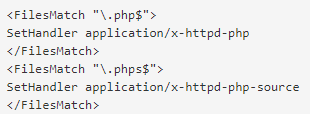 <FilesMatch "\.php$">
SetHandler application/x-httpd-php
</FilesMatch>
<FilesMatch "\.phps$">
SetHandler application/x-httpd-php-source
</FilesMatch>